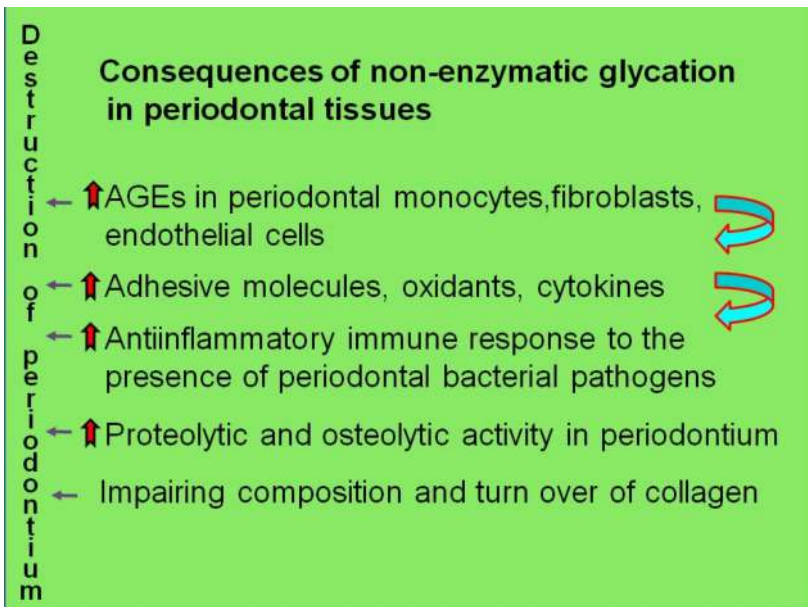 Destruction of periodontium
Consequences of non-enzymatic glycation
in periodontal tissues
AGEs in periodontal monocytes,fibroblasts,
endothelial cells
Adhesive molecules, oxidants, cytokines
Antiinflammatory immune response to the
presence of periodontal bacterial pathogens
Proteolytic and osteolytic activity in periodontium
Impairing composition and turn over of collagen